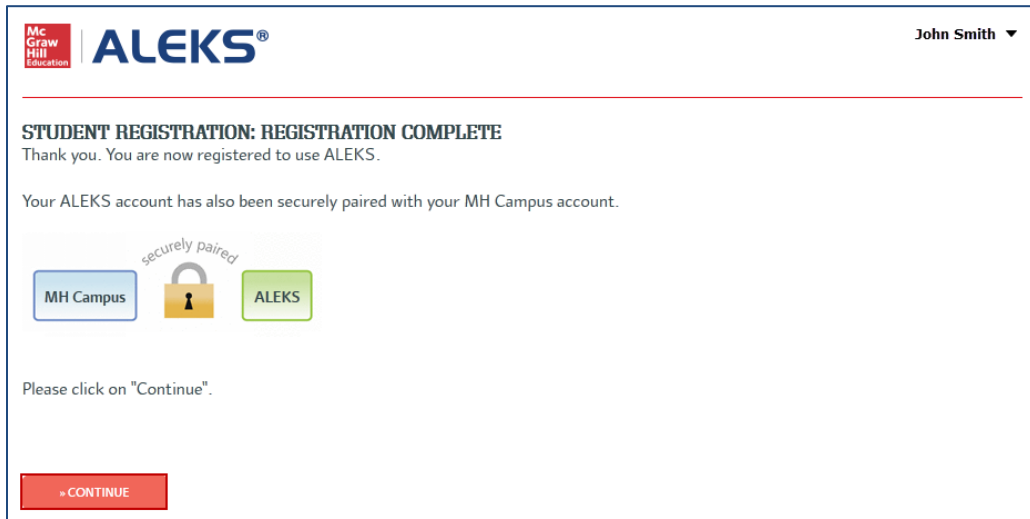 Mc
Graw
Hill
Education
ALEKS®
John Smith ▼
STUDENT REGISTRATION: REGISTRATION COMPLETE
Thank you. You are now registered to use ALEKS.
Your ALEKS account has also been securely paired with your MH Campus account.
securely paired
MH Campus
ALEKS
Please click on "Continue".
» CONTINUE